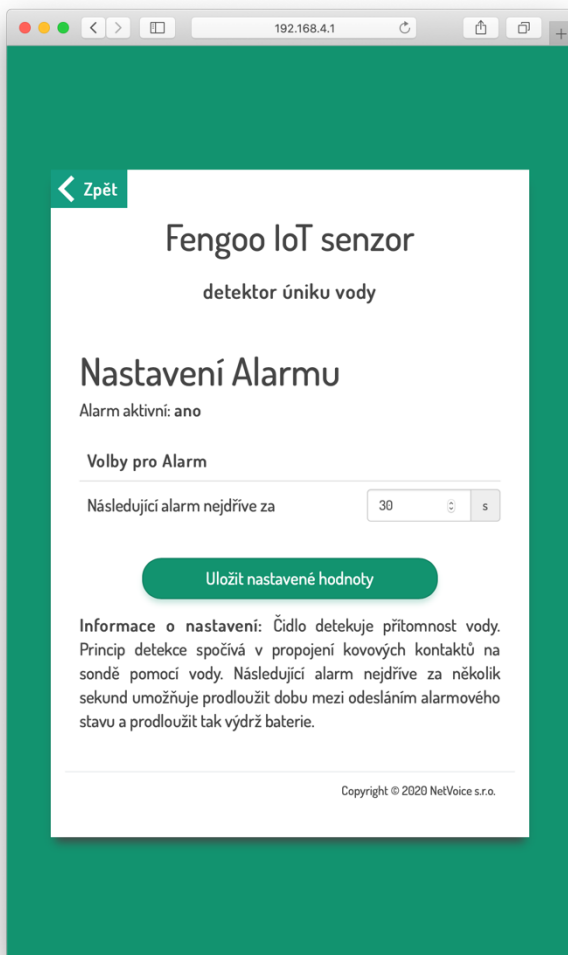 192.168.4.1
Zpět
Fengoo IoT senzor
detektor úniku vody
Nastavení Alarmu
Alarm aktivní: ano
Volby pro Alarm
Následující alarm nejdříve za 30 s
Uložit nastavené hodnoty
Informace o nastavení: Čidlo detekuje přítomnost vody.
Princip detekce spočívá v propojení kovových kontaktů na
sondě pomocí vody. Následující alarm nejdříve za několik
sekund umožňuje prodloužit dobu mezi odesláním alarmového
stavu a prodloužit tak výdrž baterie.
Copyright © 2020 NetVoice s.r.o.